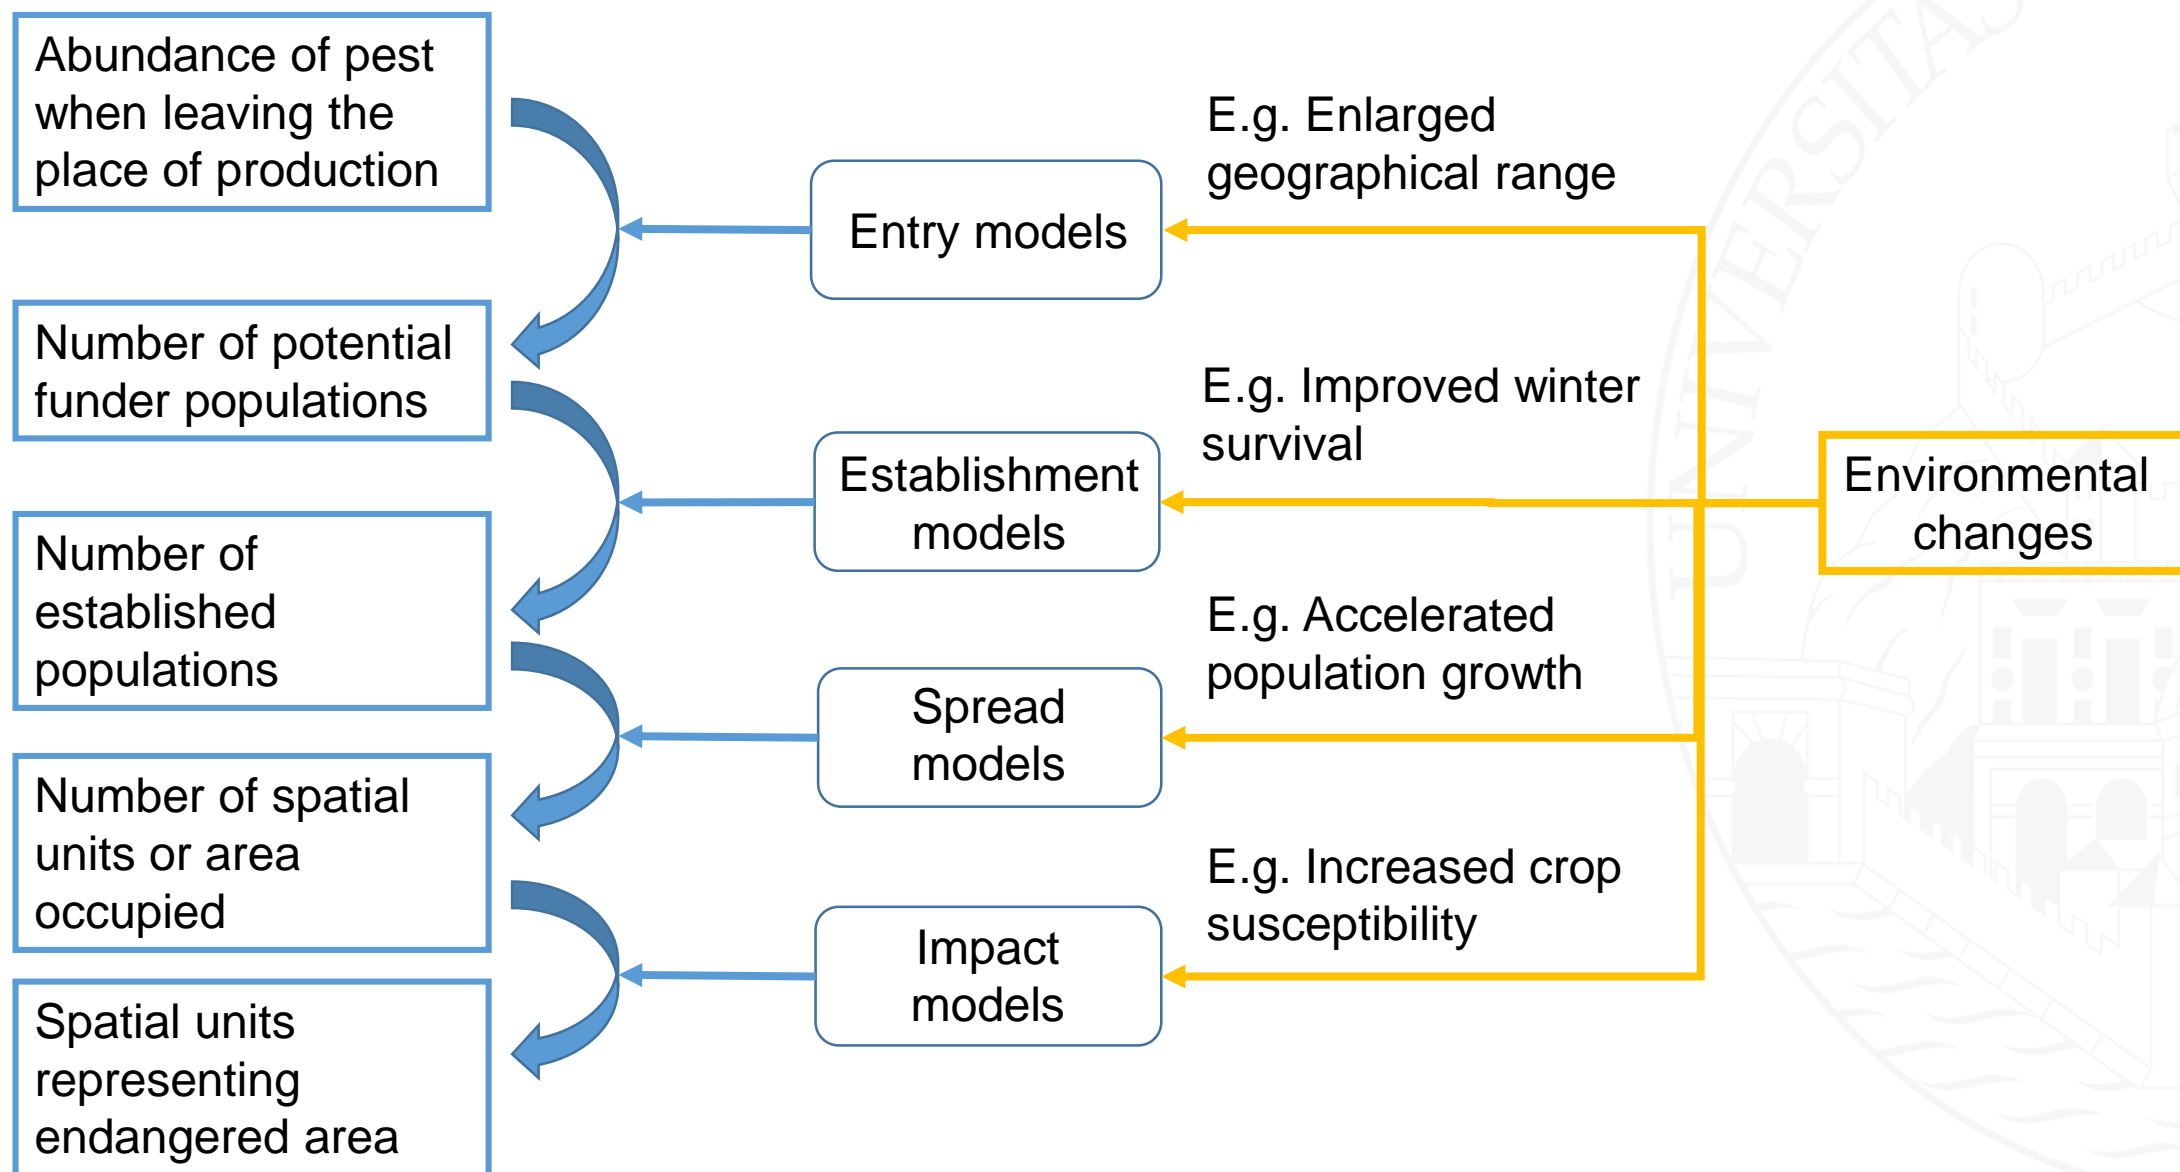 Abundance of pest
when leaving the
place of production
Number of potential
funder populations
Number of
established
populations
Number of spatial
units or area
occupied
Spatial units
representing
endangered area
Entry models
Establishment
models
Spread
models
Impact
models
E.g. Enlarged
geographical range
E.g. Improved winter
survival
E.g. Accelerated
population growth
E.g. Increased crop
susceptibility
Environmental
changes
UNIVERSITAS